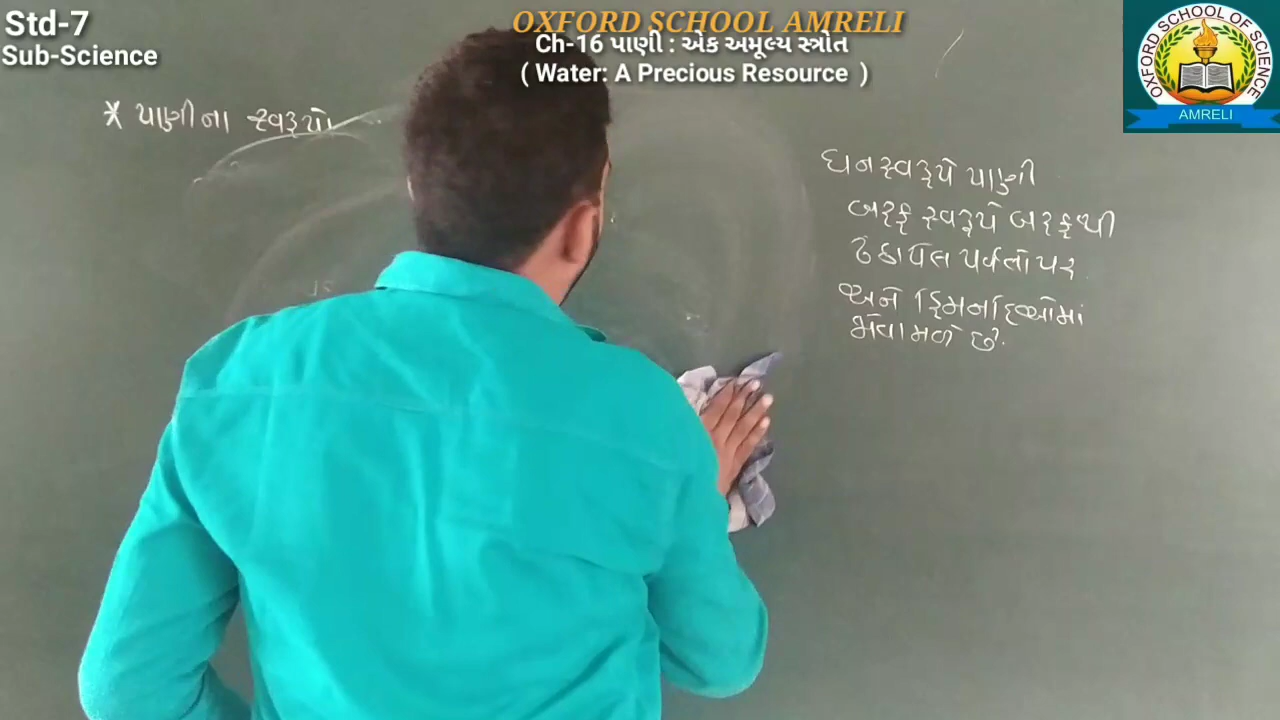 Std-7
Sub-Science
OXFORD SCHOOL AMRELI
Ch-16 પાણી : એક અમૂલ્ય સ્ત્રોત
( Water: A Precious Resource )
OXFORD SCHOOL OF SCIENCE
AMRELI
* પાણીના સ્વરૂપો
ઘન સ્વરૂપે પાણી
બરફ સ્વરૂપે બરફથી
ઢંકાયેલ પર્વતો પર
અને હિમનદિઓમાં
જોવા મળે છે.